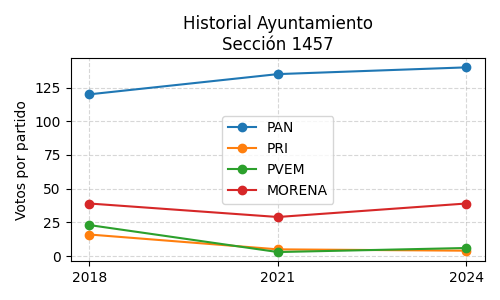 Historial Ayuntamiento
Sección 1457
Votos por partido
125
100
75
50
25
0
PAN
PRI
PVEM
MORENA
2018
2021
2024